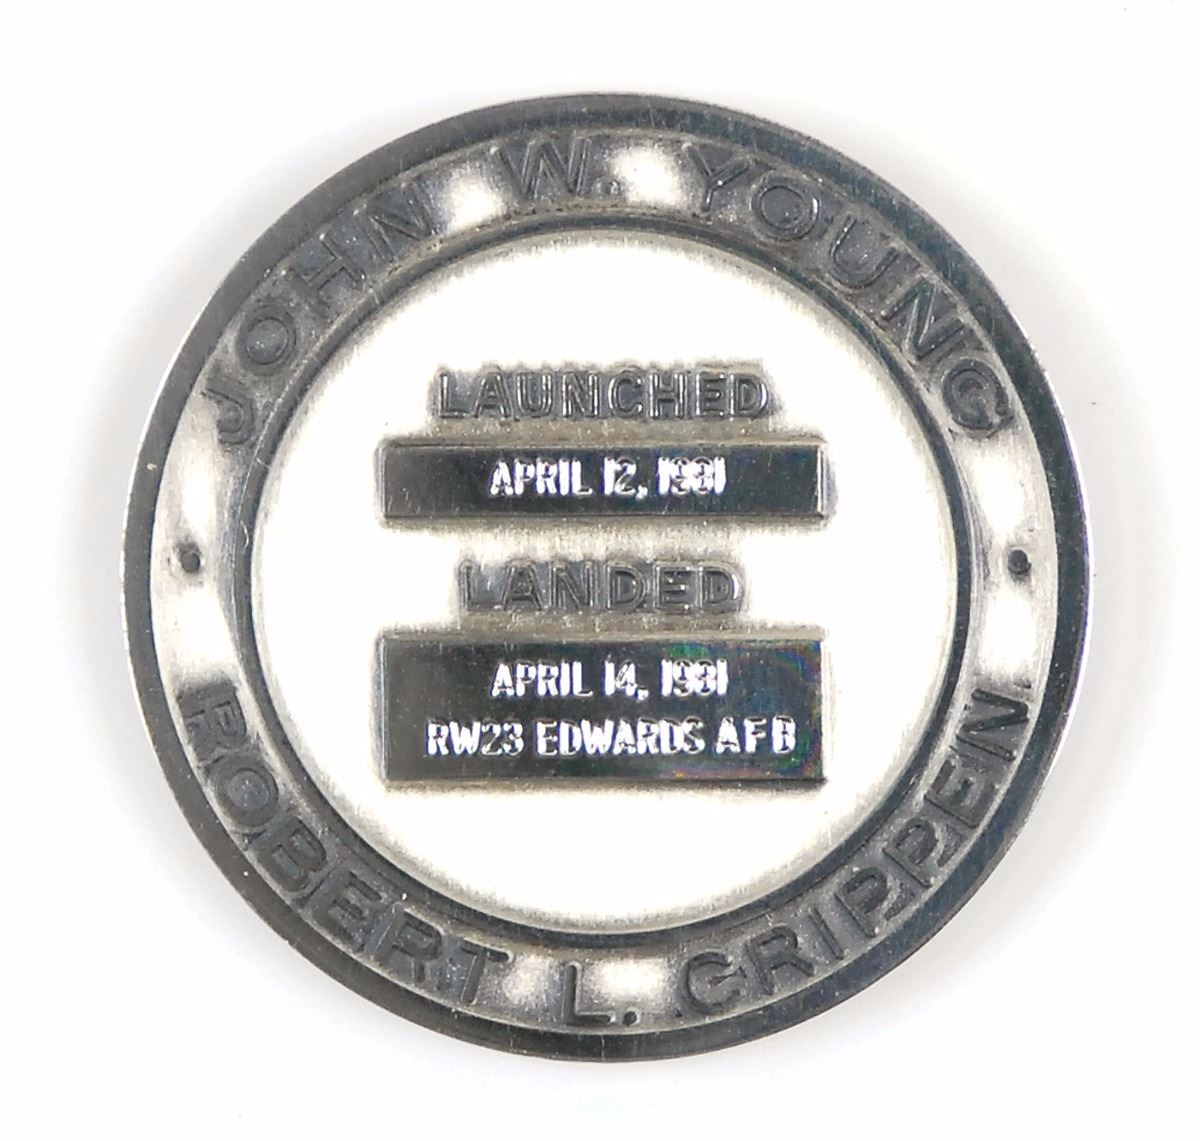 JOHN W. YOUNG
LAUNCHED
APRIL 12, 1981
LANDED
APRIL 14, 1981
RW23 EDWARDS AFB
ROBERT L. CRIPPEN